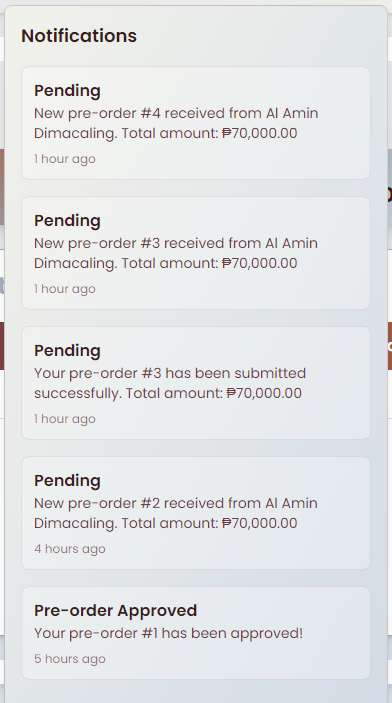 Notifications
Pending
New pre-order #4 received from Al Amin
Dimacaling. Total amount: ₱70,000.00
1 hour ago
Pending
New pre-order #3 received from Al Amin
Dimacaling. Total amount: ₱70,000.00
1 hour ago
Pending
Your pre-order #3 has been submitted
successfully. Total amount: ₱70,000.00
1 hour ago
Pending
New pre-order #2 received from Al Amin
Dimacaling. Total amount: ₱70,000.00
4 hours ago
Pre-order Approved
Your pre-order #1 has been approved!
5 hours ago